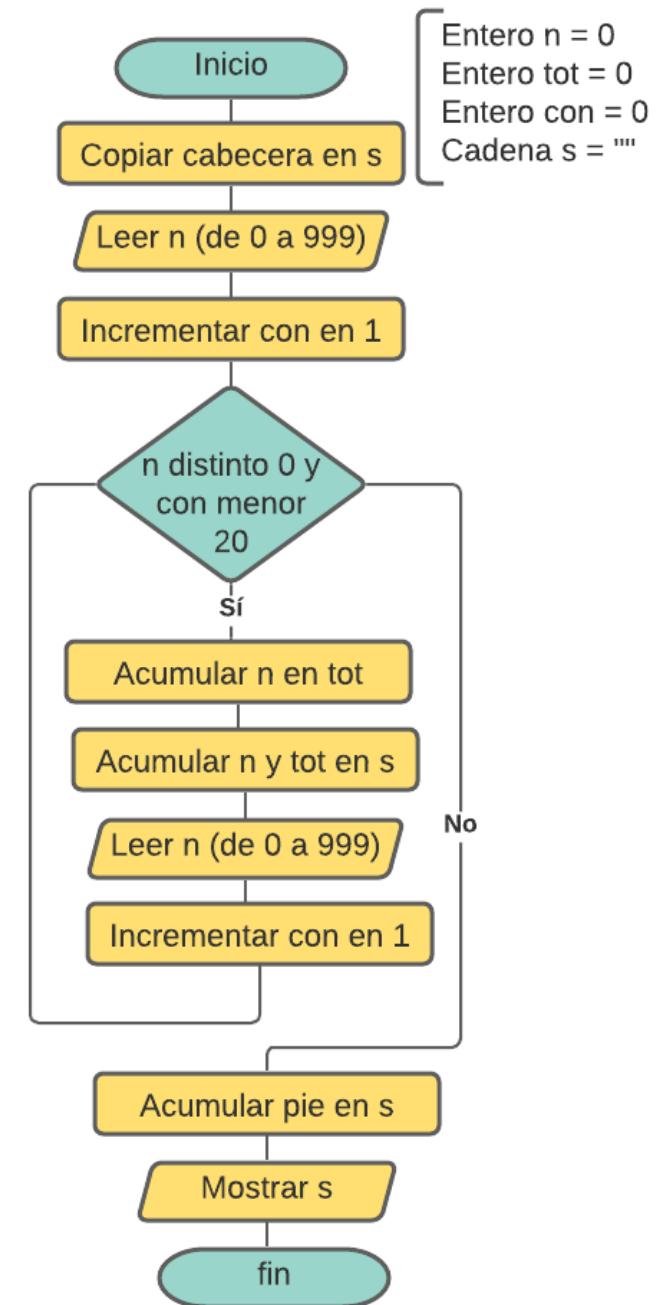 Inicio
Entero n = 0
Entero tot = 0
Entero con = 0
Cadena s = ""
Copiar cabecera en s
Leer n (de 0 a 999)
Incrementar con en 1
n distinto 0 y
con menor
20
Sí
Acumular n en tot
Acumular n y tot en s
Leer n (de 0 a 999)
No
Incrementar con en 1
Acumular pie en s
Mostrar s
fin